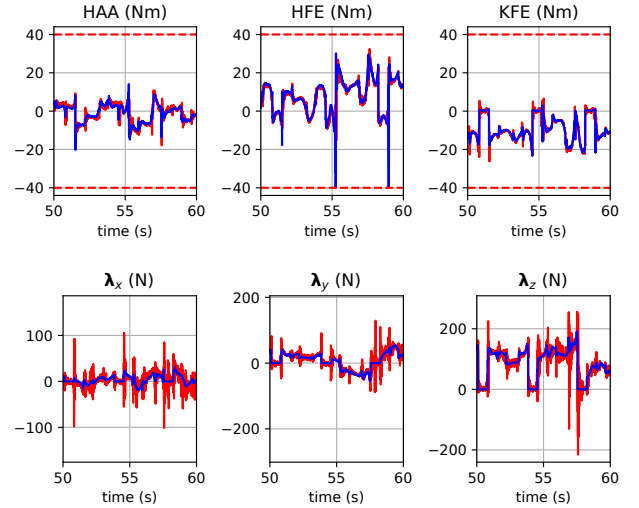 HAA (Nm) HFE (Nm) KFE (Nm)
40 40 40
20 20 20
0 0 0
−20 −20 −20
−40 −40 −40
50 55 60 50 55 60 50 55 60
time (s) time (s) time (s)
λx (N) λy (N) λz (N)
100 200 200
0 0 0
−100 −200 −200
50 55 60 50 55 60 50 55 60
time (s) time (s) time (s)